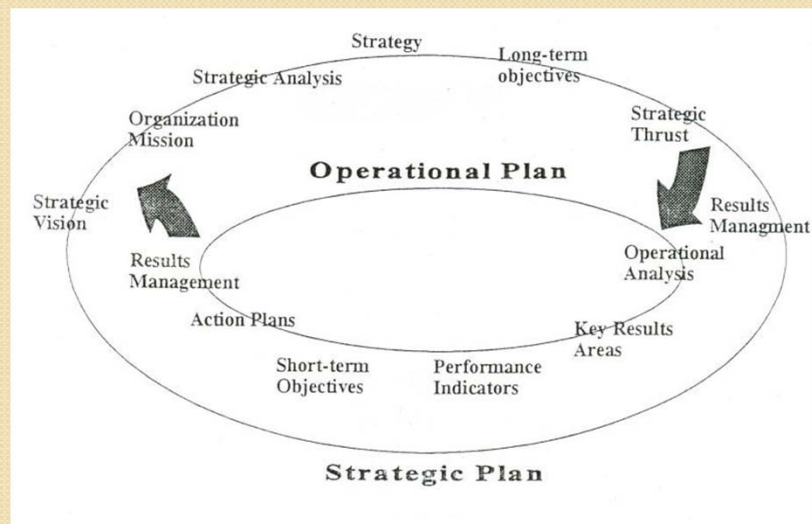 Strategy
Long-term
objectives
Strategic Analysis
Organization
Mission
Strategic
Thrust
Operational Plan
Strategic
Vision
Results
Managment
Results
Management
Operational
Analysis
Action Plans
Key Results
Areas
Short-term
Objectives
Performance
Indicators
Strategic Plan